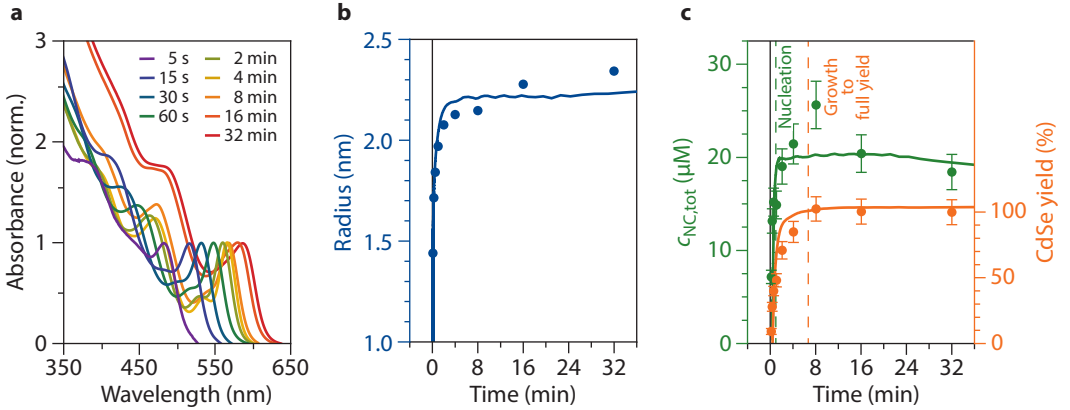 a.
3
2
1
0
350
450
550
650
Absorbance (norm.)
Wavelength (nm)
5 s
15 s
30 s
60 s
2 min
4 min
8 min
16 min
32 min
b
2.5
2.0
1.5
1.0
0
8
16
24
32
Radius (nm)
Time (min)
c
30
20
10
0
0
8
16
24
32
c_NC,tot (µM)
Time (min)
Nucleation
Growth
to
full yield
100
50
0
CdSe yield (%)